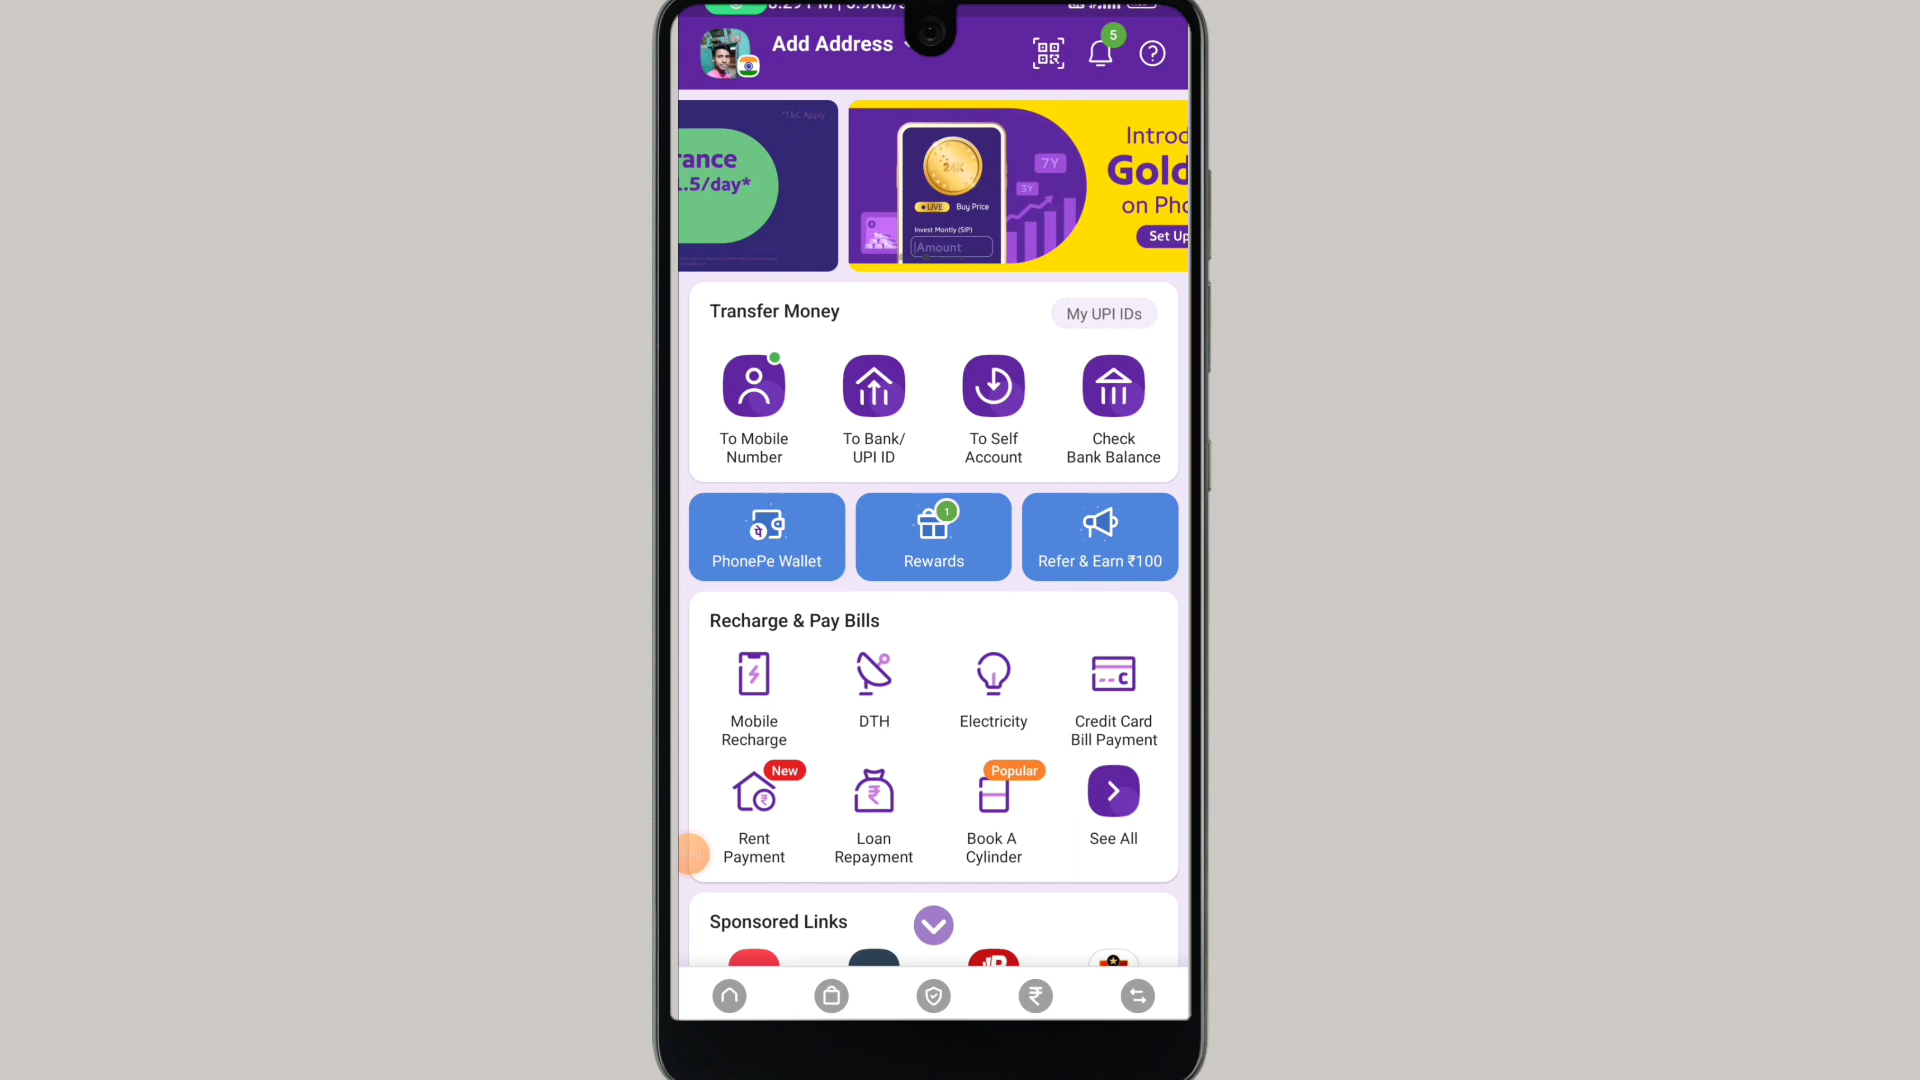 Add Address
5
*T&C Apply
rance
1.5/day*
24K
LIVE Buy Price
Invest Montly (SIP)
Amount
7Y
3Y
Introd
Gold
on Pho
Set Up
Transfer Money
My UPI IDs
To Mobile
Number
To Bank/
UPI ID
To Self
Account
Check
Bank Balance
पे
PhonePe Wallet
1
Rewards
Refer & Earn ₹100
Recharge & Pay Bills
Mobile
Recharge
DTH
Electricity
C
Credit Card
Bill Payment
New
₹
Rent
Payment
₹
Loan
Repayment
Popular
Book A
Cylinder
See All
Sponsored Links
₹